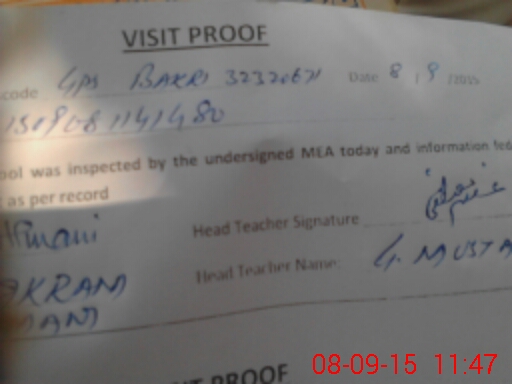 VISIT PROOF
code GPS BAKRI 32320671 Date 8 / 9 /2015
ool was inspected by the undersigned MEA today and information fed
as per record
Head Teacher Signature
KRAM Head Teacher Name: G. MUSTA
PROOF
08-09-15 11:47